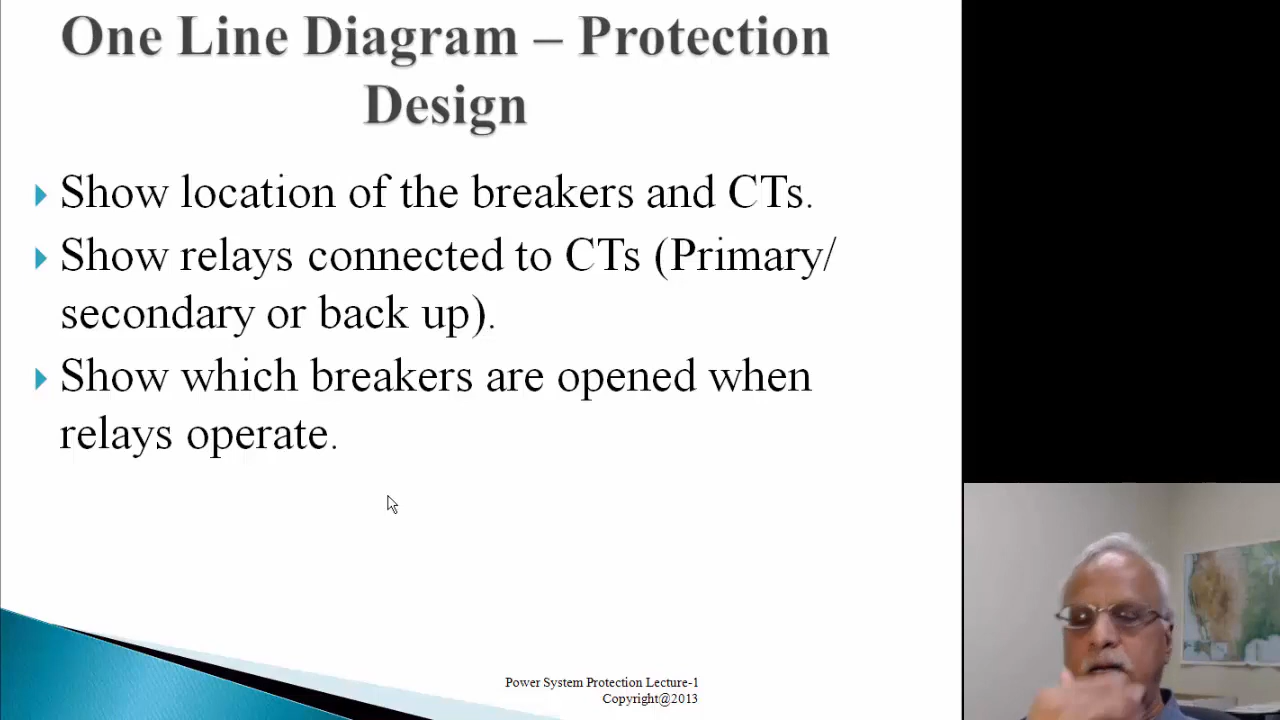 One Line Diagram – Protection
Design
Show location of the breakers and CTs.
Show relays connected to CTs (Primary/
secondary or back up).
Show which breakers are opened when
relays operate.
Power System Protection Lecture-1
Copyright@2013